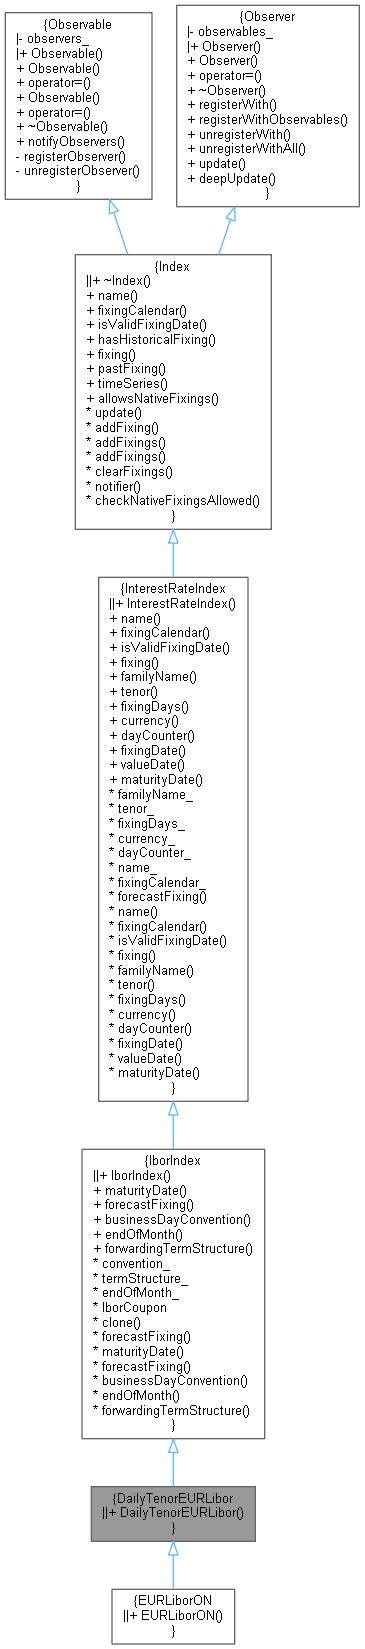 {Observable
|- observers_
|+ Observable()
+ Observable()
+ operator=()
+ Observable()
+ operator=()
+ ~Observable()
+ notifyObservers()
- registerObserver()
- unregisterObserver()
}
{Observer
|- observables_
|+ Observer()
+ Observer()
+ operator=()
+ ~Observer()
+ registerWith()
+ registerWithObservables()
+ unregisterWith()
+ unregisterWithAll()
+ update()
+ deepUpdate()
}
{Index
||+ ~Index()
+ name()
+ fixingCalendar()
+ isValidFixingDate()
+ hasHistoricalFixing()
+ fixing()
+ pastFixing()
+ timeSeries()
+ allowsNativeFixings()
* update()
* addFixing()
* addFixings()
* addFixings()
* clearFixings()
* notifier()
* checkNativeFixingsAllowed()
}
{InterestRateIndex
||+ InterestRateIndex()
+ name()
+ fixingCalendar()
+ isValidFixingDate()
+ fixing()
+ familyName()
+ tenor()
+ fixingDays()
+ currency()
+ dayCounter()
+ fixingDate()
+ valueDate()
+ maturityDate()
* familyName_
* tenor_
* fixingDays_
* currency_
* dayCounter_
* name_
* fixingCalendar_
* forecastFixing()
* name()
* fixingCalendar()
* isValidFixingDate()
* fixing()
* familyName()
* tenor()
* fixingDays()
* currency()
* dayCounter()
* fixingDate()
* valueDate()
* maturityDate()
}
{IborIndex
||+ IborIndex()
+ maturityDate()
+ forecastFixing()
+ businessDayConvention()
+ endOfMonth()
+ forwardingTermStructure()
* convention_
* termStructure_
* endOfMonth_
* IborCoupon
* clone()
* forecastFixing()
* maturityDate()
* forecastFixing()
* businessDayConvention()
* endOfMonth()
* forwardingTermStructure()
}
{DailyTenorEURLibor
||+ DailyTenorEURLibor()
}
{EURLiborON
||+ EURLiborON()
}